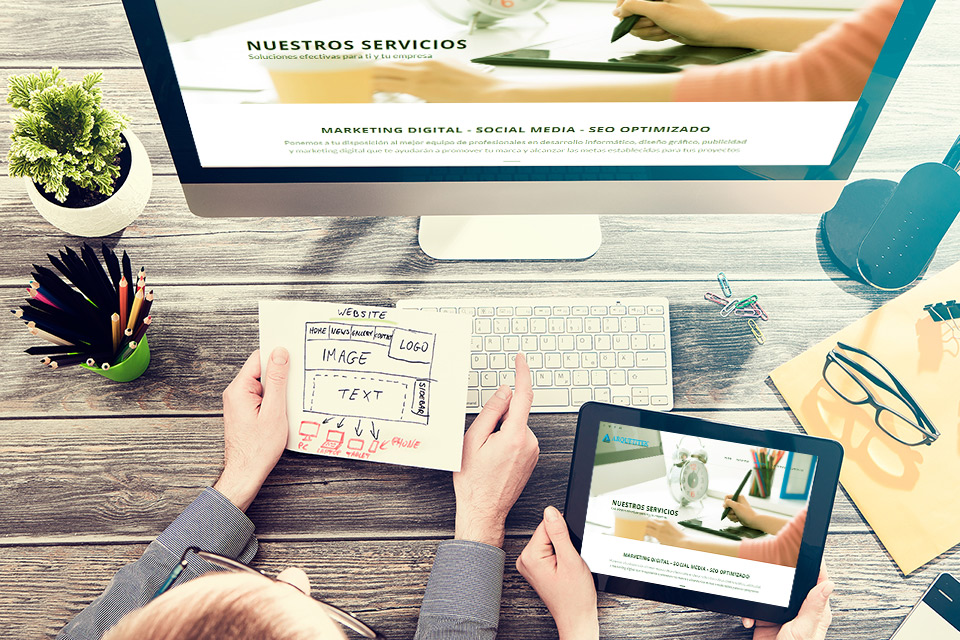 NUESTROS SERVICIOS
Soluciones efectivas para ti y tu empresa
MARKETING DIGITAL - SOCIAL MEDIA - SEO OPTIMIZADO
Ponemos a tu disposición al mejor equipo de profesionales en desarrollo informático, diseño gráfico, publicidad
y marketing digital que te ayudarán a promover tu marca y alcanzar las metas establecidas para tus proyectos
WEBSITE
HOME NEWS GALLERY CONTACT
LOGO
IMAGE
TEXT
SIDEBAR
PC LAPTOP TABLET PHONE
NUESTROS SERVICIOS
MARKETING DIGITAL - SOCIAL MEDIA - SEO OPTIMIZADO